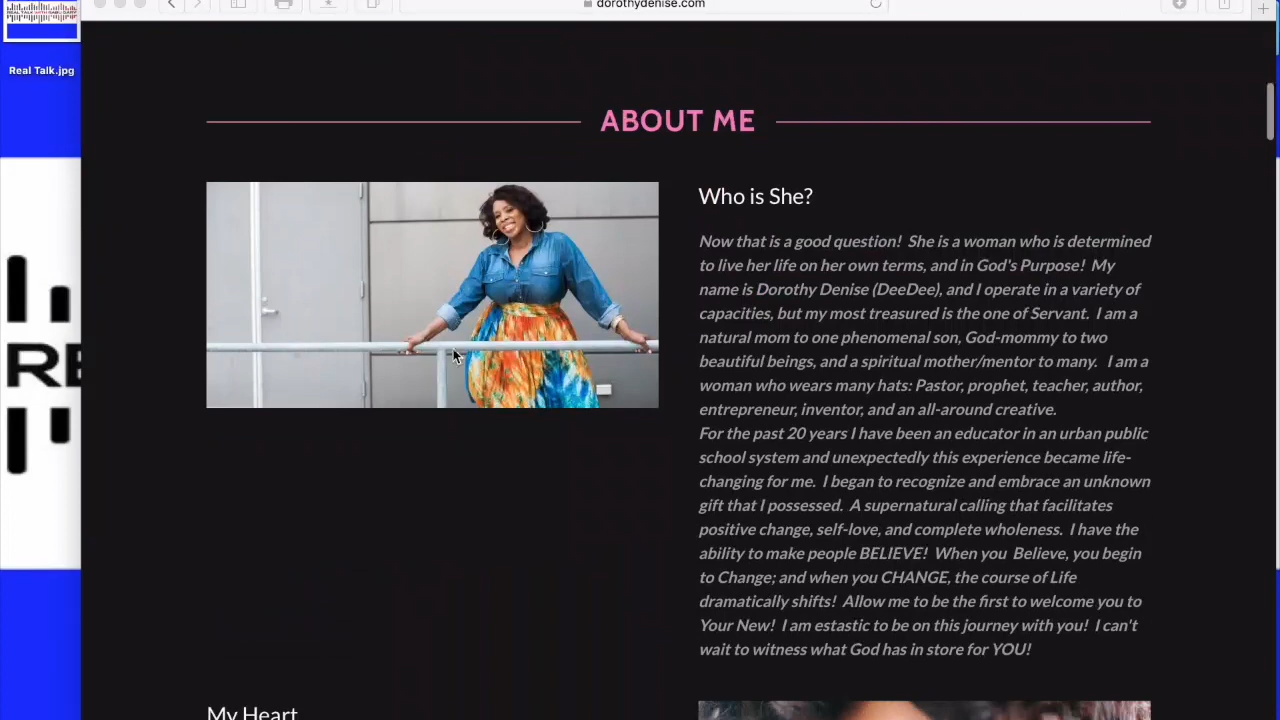 dorothydenise.com
Real Talk.jpg
ABOUT ME
Who is She?
Now that is a good question! She is a woman who is determined
to live her life on her own terms, and in God's Purpose! My
name is Dorothy Denise (DeeDee), and I operate in a variety of
capacities, but my most treasured is the one of Servant. I am a
natural mom to one phenomenal son, God-mommy to two
beautiful beings, and a spiritual mother/mentor to many. I am a
woman who wears many hats: Pastor, prophet, teacher, author,
entrepreneur, inventor, and an all-around creative.
For the past 20 years I have been an educator in an urban public
school system and unexpectedly this experience became life-
changing for me. I began to recognize and embrace an unknown
gift that I possessed. A supernatural calling that facilitates
positive change, self-love, and complete wholeness. I have the
ability to make people BELIEVE! When you Believe, you begin
to Change; and when you CHANGE, the course of Life
dramatically shifts! Allow me to be the first to welcome you to
Your New! I am estastic to be on this journey with you! I can't
wait to witness what God has in store for YOU!
My Heart
RE